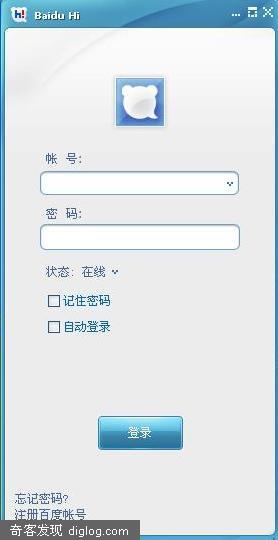 h! Baidu Hi
帐 号:
密 码:
状态: 在线
记住密码
自动登录
登录
忘记密码?
注册百度帐号
奇客发现 diglog.com